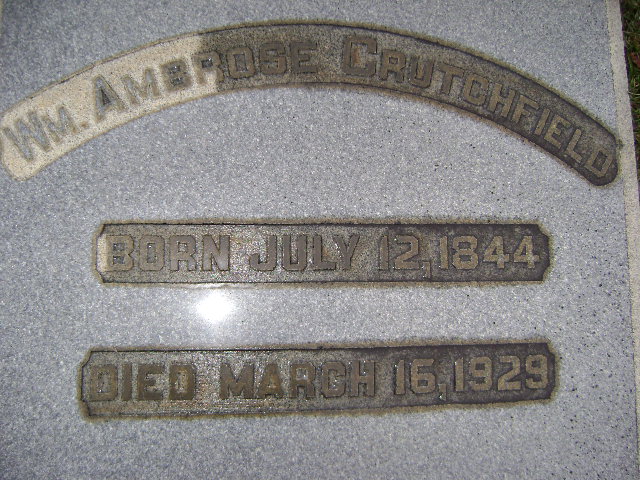 Wm. Ambrose Crutchfield
BORN JULY 12, 1844
DIED MARCH 16, 1929